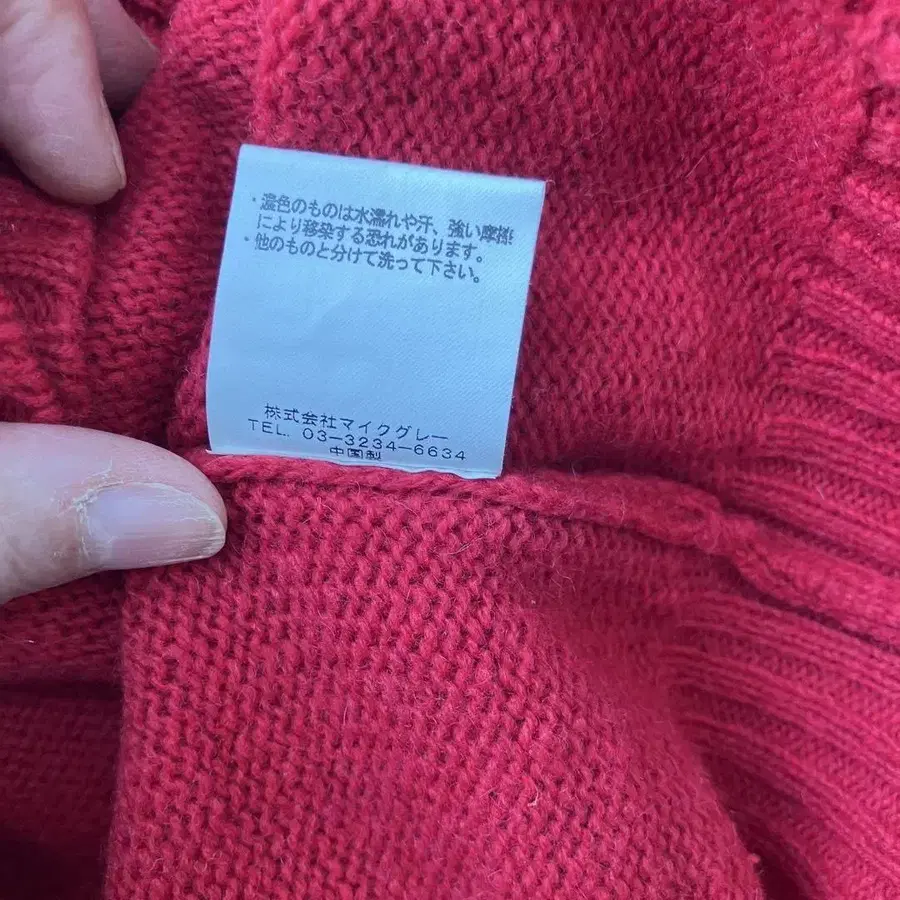 ・濃色のものは水濡れや汗、強い摩擦
により移染する恐れがあります。
・他のものと分けて洗って下さい。
株式会社マイクグレー
TEL. 03-3234-6634
中国製